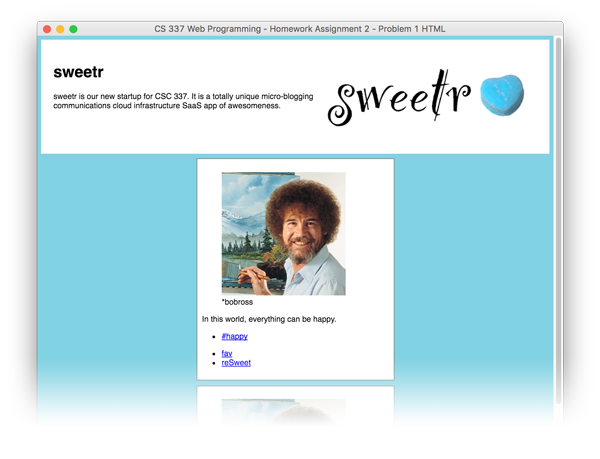 CS 337 Web Programming - Homework Assignment 2 - Problem 1 HTML
sweetr
sweetr is our new startup for CSC 337. It is a totally unique micro-blogging
communications cloud infrastructure SaaS app of awesomeness.
sweetr
*bobross
In this world, everything can be happy.
#happy
fav
reSweet